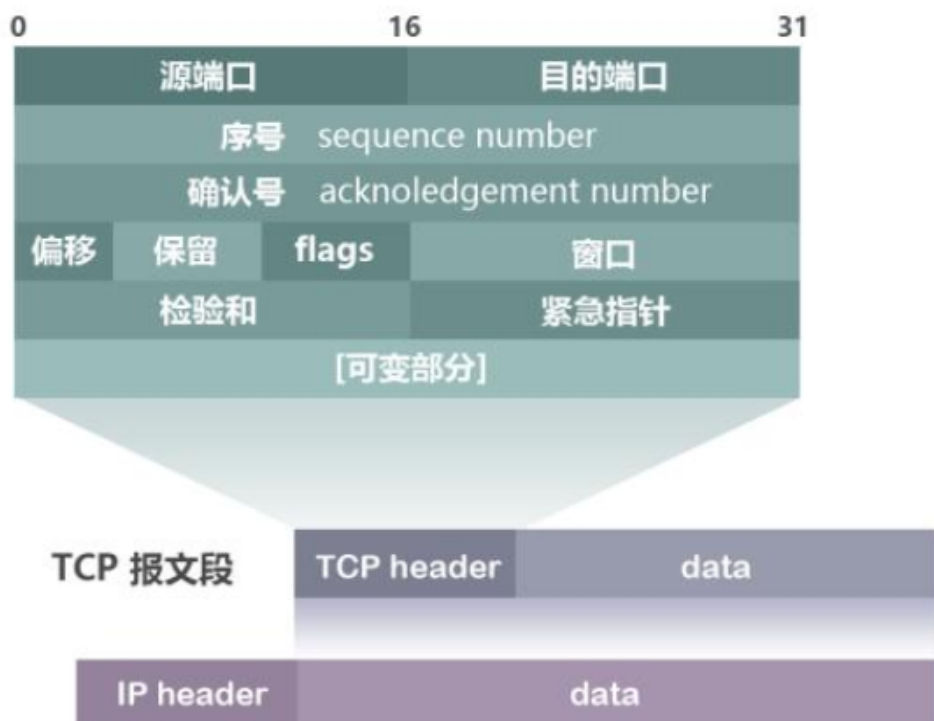 0 16 31
源端口 目的端口
序号 sequence number
确认号 acknoledgement number
偏移 保留 flags 窗口
检验和 紧急指针
[可变部分]
TCP 报文段 TCP header data
IP header data